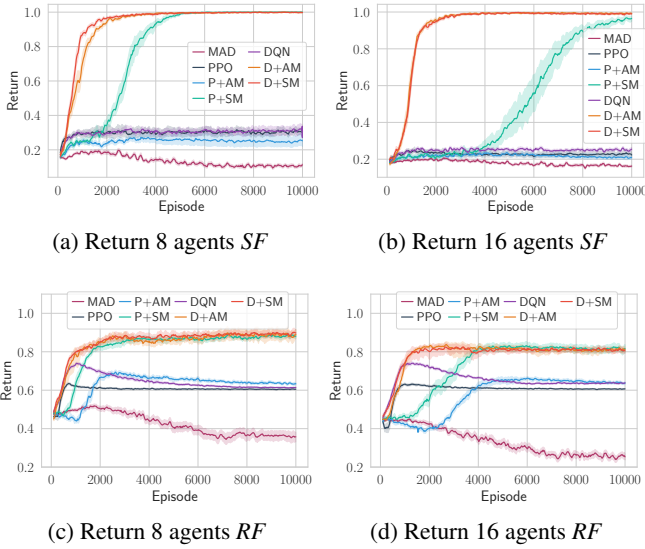 1.0
0.8
0.6
0.4
0.2
Return
MAD
PPO
P+AM
P+SM
DQN
D+AM
D+SM
0 2000 4000 6000 8000 10000
Episode
(a) Return 8 agents SF
1.0
0.8
0.6
0.4
0.2
Return
MAD
PPO
P+AM
P+SM
DQN
D+AM
D+SM
0 2000 4000 6000 8000 10000
Episode
(b) Return 16 agents SF
MAD P+AM DQN D+SM
PPO P+SM D+AM
1.0
0.8
0.6
0.4
0.2
Return
0 2000 4000 6000 8000 10000
Episode
(c) Return 8 agents RF
MAD P+AM DQN D+SM
PPO P+SM D+AM
1.0
0.8
0.6
0.4
0.2
Return
0 2000 4000 6000 8000 10000
Episode
(d) Return 16 agents RF